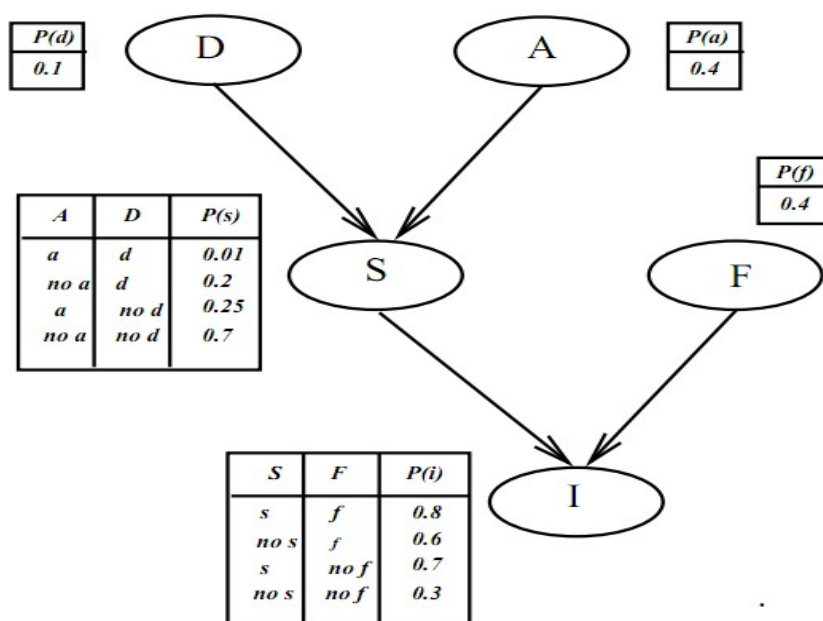 P(d)
0.1
D
A
P(a)
0.4
P(f)
0.4
A D P(s)
a d 0.01
no a d 0.2
a no d 0.25
no a no d 0.7
S
F
S F P(i)
s f 0.8
no s f 0.6
s no f 0.7
no s no f 0.3
I
.